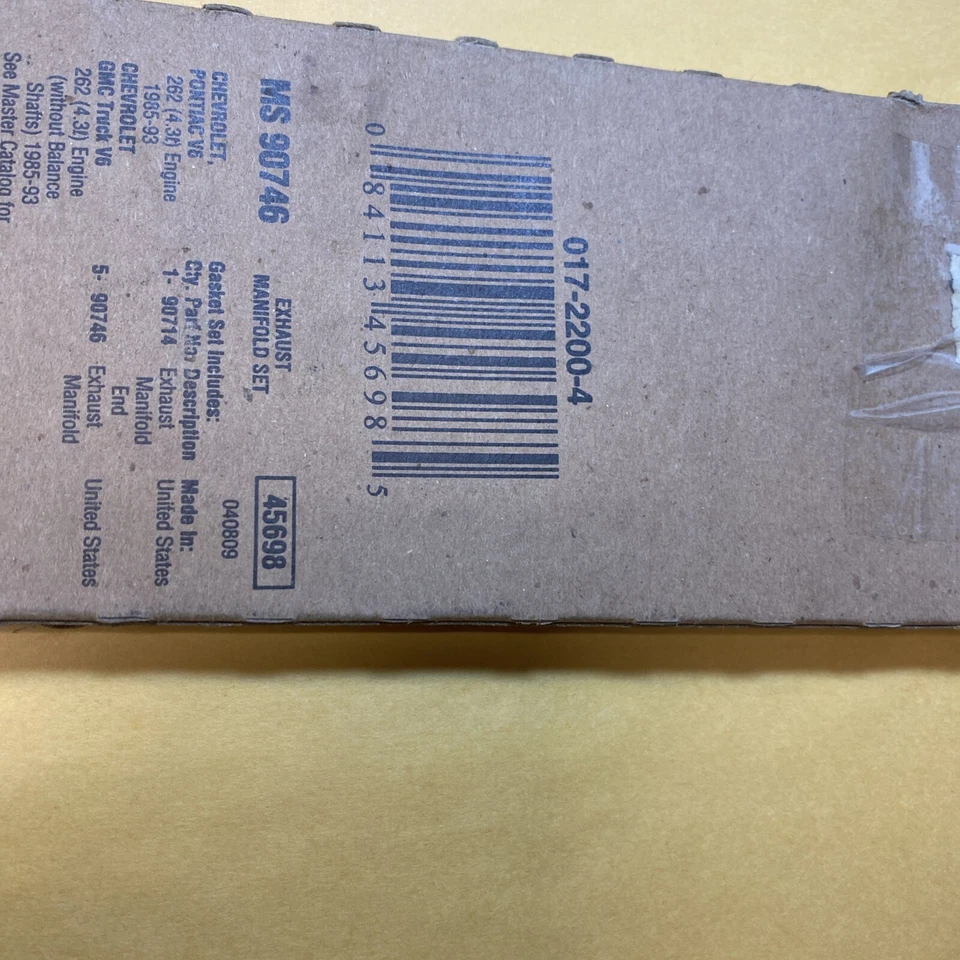 017-2200-4
0 84113 45698 5
MS 90746
EXHAUST
MANIFOLD SET
45698
040809
CHEVROLET,
PONTIAC V6
262 (4.3ℓ) Engine
1985-93
CHEVROLET
GMC Truck V6
262 (4.3ℓ) Engine
(without Balance
Shafts) 1985-93
See Master Catalog for
Gasket Set Includes:
Qty. Part No. Description Made In:
1- 90714 Exhaust United States
Manifold
End
5- 90746 Exhaust United States
Manifold